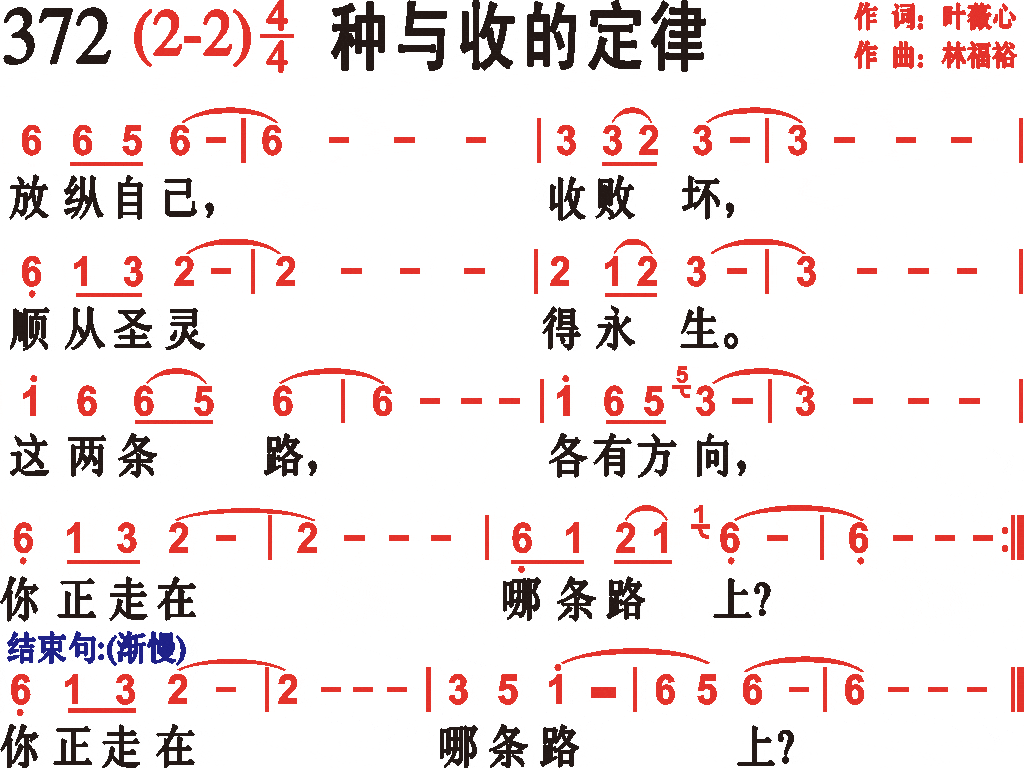 372 (2-2) 4/4 种与收的定律 作 词：叶薇心
作 曲：林福裕
6 6 5 6 – | 6 – – – | 3 3 2 3 – | 3 – – – |
放纵自己， 收败 坏，
6 1 3 2 – | 2 – – – | 2 1 2 3 – | 3 – – – |
顺从圣灵 得永 生。
1 6 6 5 6 | 6 – – – | 1 6 5 5 3 – | 3 – – – |
这两条 路， 各有方向，
6 1 3 2 – | 2 – – – | 6 1 2 1 1 6 – | 6 – – – :||
你正走在 哪条路 上？
结束句:(渐慢)
6 1 3 2 – | 2 – – – | 3 5 1 – | 6 5 6 – | 6 – – – ||
你正走在 哪条路 上？